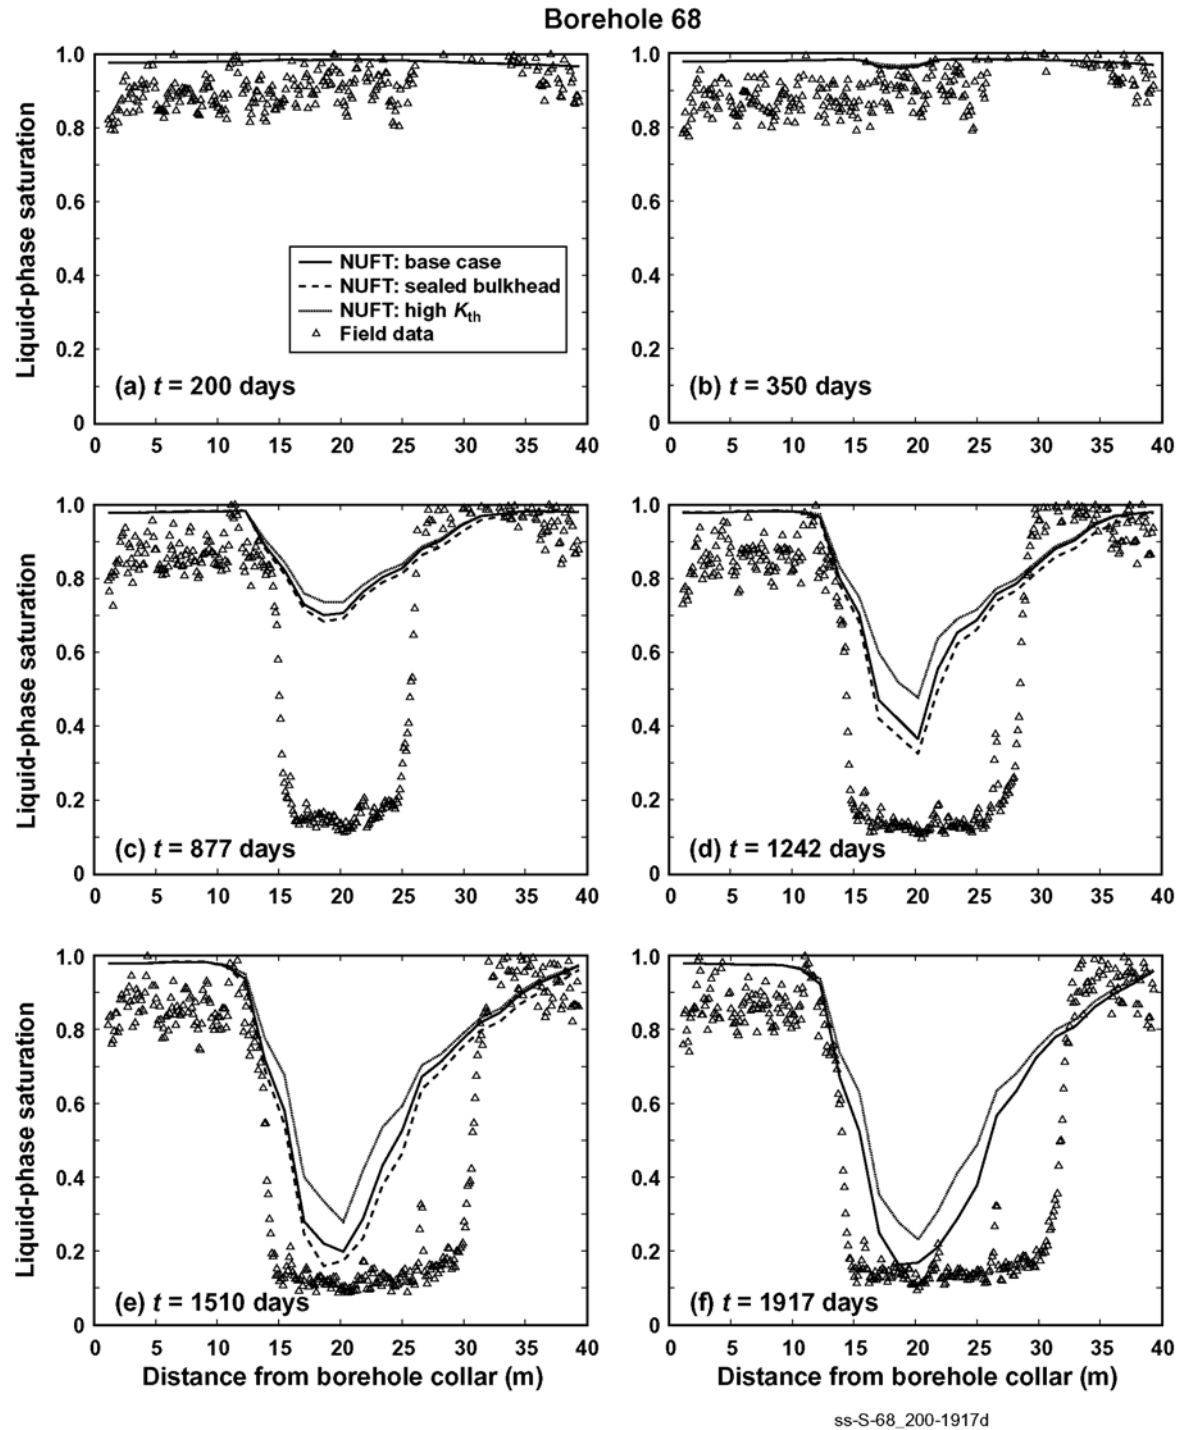 Borehole 68
Liquid-phase saturation
1.0
0.8
0.6
0.4
0.2
0
NUFT: base case
NUFT: sealed bulkhead
NUFT: high Kth
Field data
(a) t = 200 days
0 5 10 15 20 25 30 35 40
1.0
0.8
0.6
0.4
0.2
0
(b) t = 350 days
0 5 10 15 20 25 30 35 40
Liquid-phase saturation
1.0
0.8
0.6
0.4
0.2
0
(c) t = 877 days
0 5 10 15 20 25 30 35 40
1.0
0.8
0.6
0.4
0.2
0
(d) t = 1242 days
0 5 10 15 20 25 30 35 40
Liquid-phase saturation
1.0
0.8
0.6
0.4
0.2
0
(e) t = 1510 days
0 5 10 15 20 25 30 35 40
Distance from borehole collar (m)
1.0
0.8
0.6
0.4
0.2
0
(f) t = 1917 days
0 5 10 15 20 25 30 35 40
Distance from borehole collar (m)
ss-S-68_200-1917d